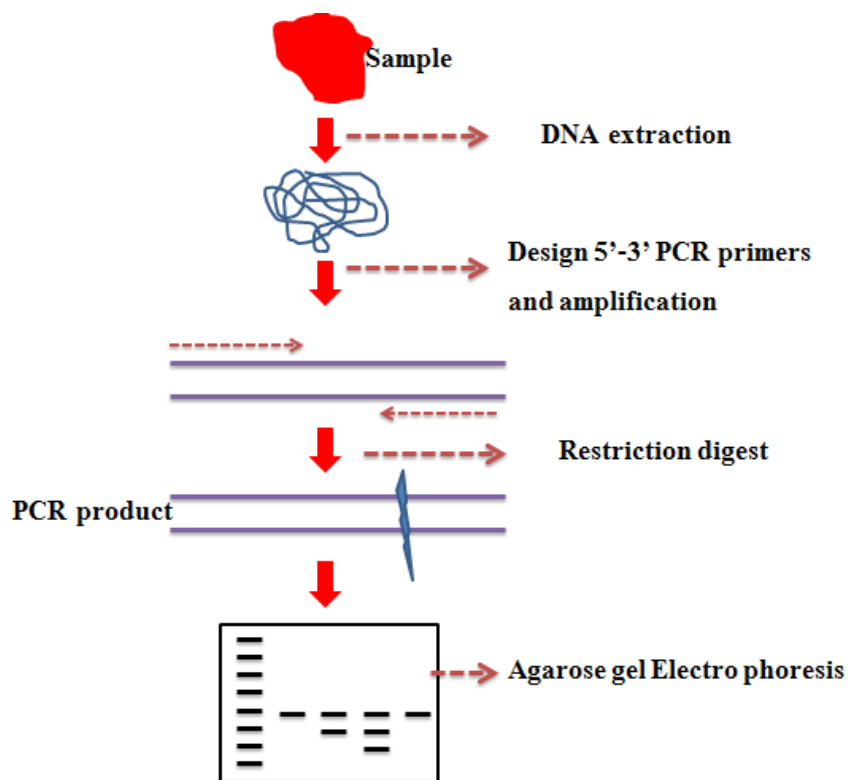 Sample
DNA extraction
Design 5’-3’ PCR primers
and amplification
Restriction digest
PCR product
Agarose gel Electro phoresis